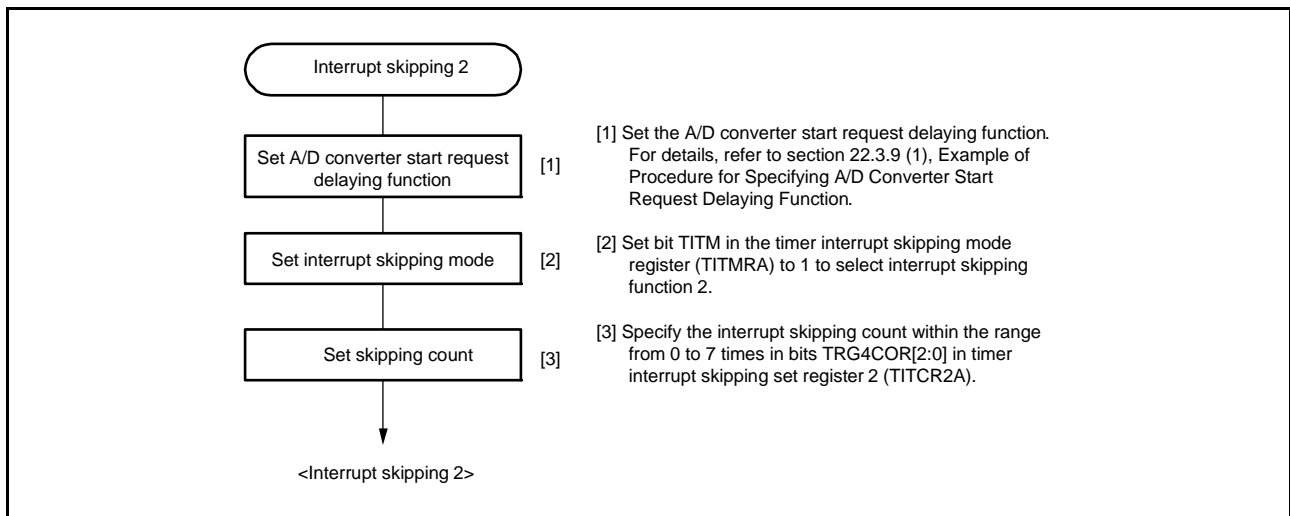 Interrupt skipping 2
Set A/D converter start request
delaying function
[1]
[1] Set the A/D converter start request delaying function.
For details, refer to section 22.3.9 (1), Example of
Procedure for Specifying A/D Converter Start
Request Delaying Function.
Set interrupt skipping mode
[2]
[2] Set bit TITM in the timer interrupt skipping mode
register (TITMRA) to 1 to select interrupt skipping
function 2.
Set skipping count
[3]
[3] Specify the interrupt skipping count within the range
from 0 to 7 times in bits TRG4COR[2:0] in timer
interrupt skipping set register 2 (TITCR2A).
<Interrupt skipping 2>